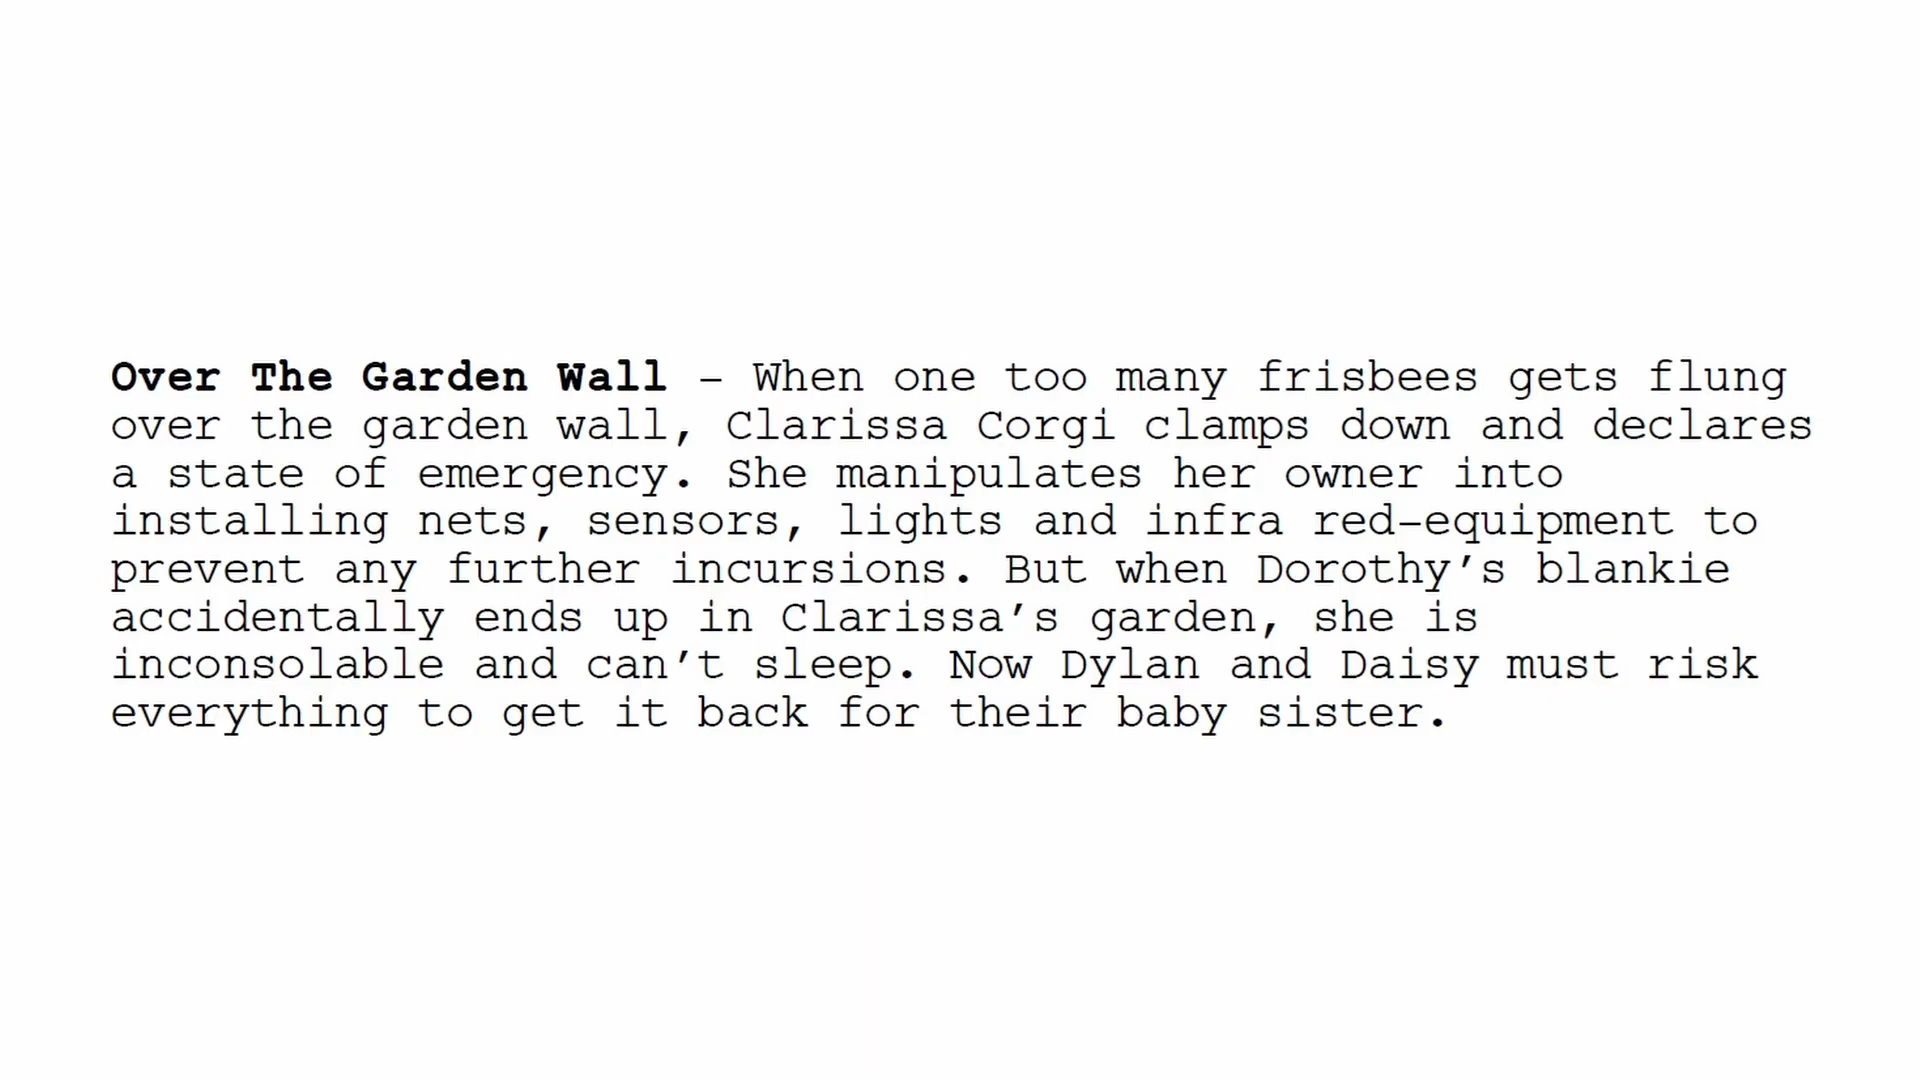 Over The Garden Wall – When one too many frisbees gets flung
over the garden wall, Clarissa Corgi clamps down and declares
a state of emergency. She manipulates her owner into
installing nets, sensors, lights and infra red-equipment to
prevent any further incursions. But when Dorothy’s blankie
accidentally ends up in Clarissa’s garden, she is
inconsolable and can’t sleep. Now Dylan and Daisy must risk
everything to get it back for their baby sister.